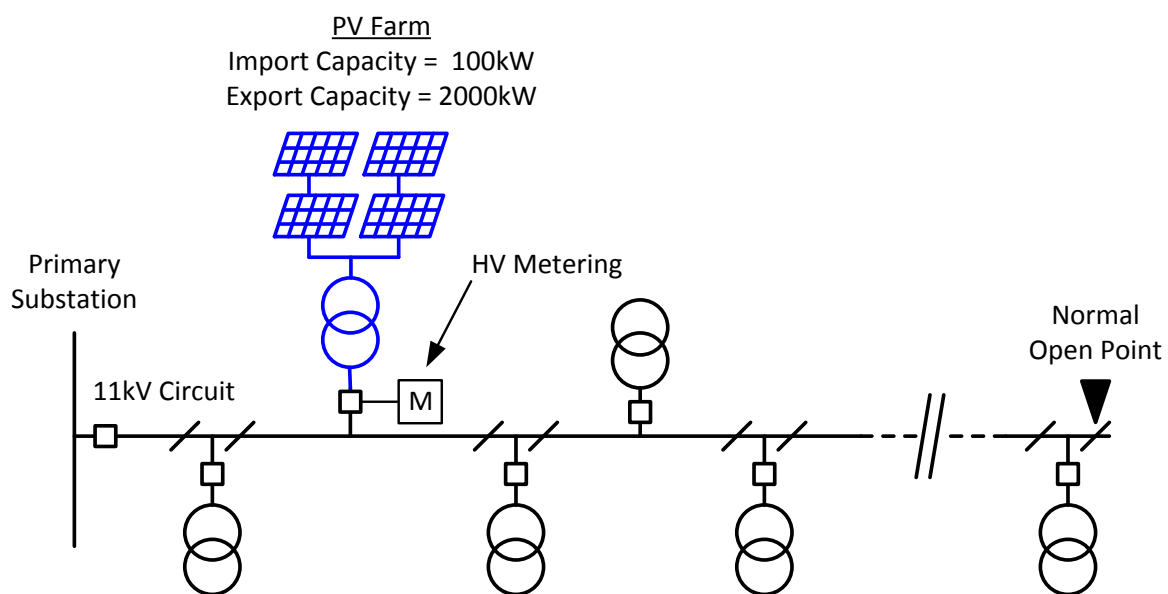 PV Farm
Import Capacity = 100kW
Export Capacity = 2000kW
HV Metering
Primary
Substation
Normal
Open Point
11kV Circuit
M